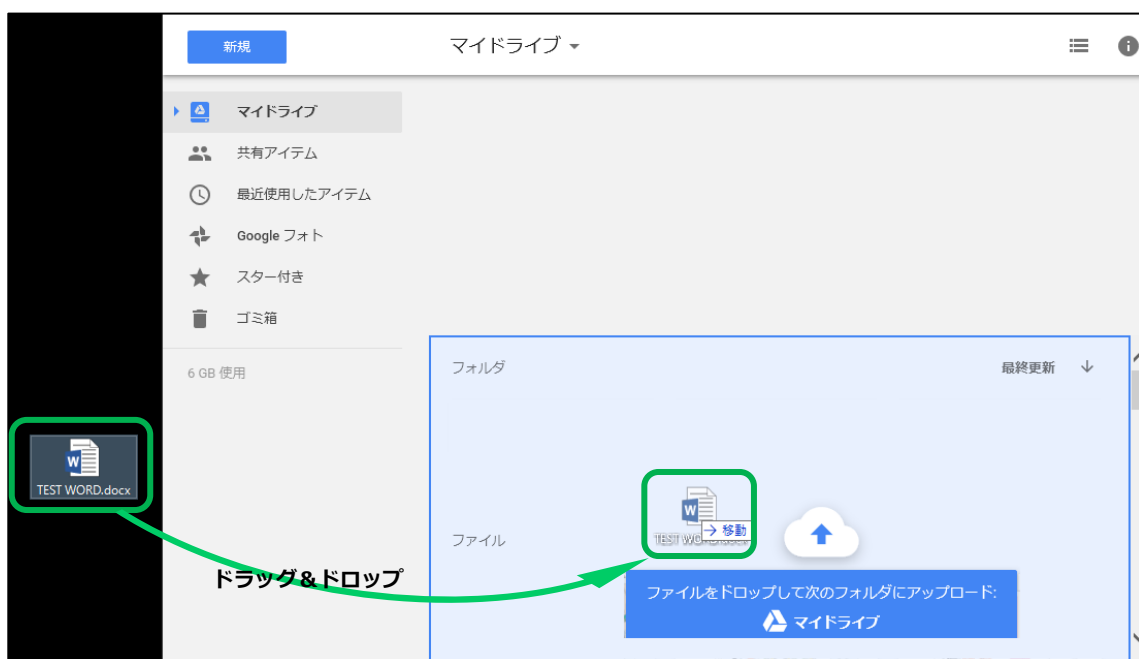 新規
マイドライブ
マイドライブ
共有アイテム
最近使用したアイテム
Google フォト
スター付き
ゴミ箱
6 GB 使用
フォルダ
最終更新
TEST WORD.docx
ファイル
→ 移動
ドラッグ＆ドロップ
ファイルをドロップして次のフォルダにアップロード:
マイドライブ